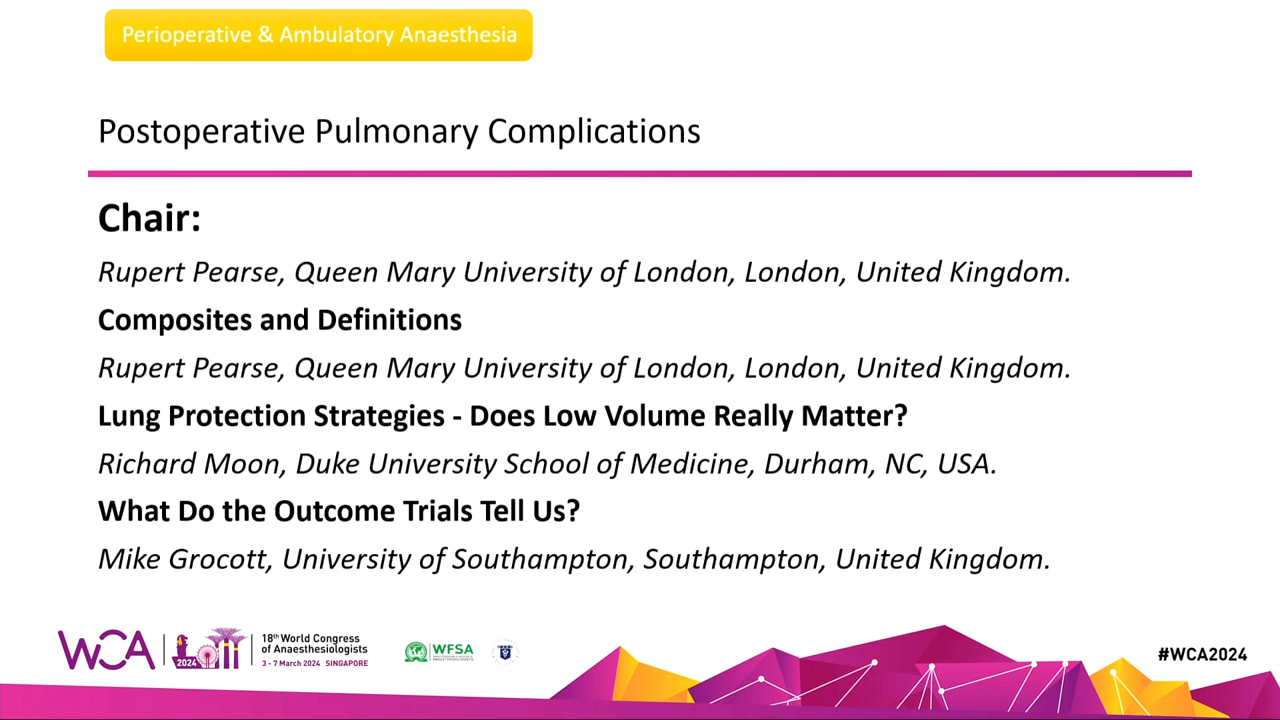 Perioperative & Ambulatory Anaesthesia
Postoperative Pulmonary Complications
Chair:
Rupert Pearse, Queen Mary University of London, London, United Kingdom.
Composites and Definitions
Rupert Pearse, Queen Mary University of London, London, United Kingdom.
Lung Protection Strategies - Does Low Volume Really Matter?
Richard Moon, Duke University School of Medicine, Durham, NC, USA.
What Do the Outcome Trials Tell Us?
Mike Grocott, University of Southampton, Southampton, United Kingdom.
WCA
2024
18th World Congress
of Anaesthesiologists
3 - 7 March 2024 SINGAPORE
WFSA
#WCA2024